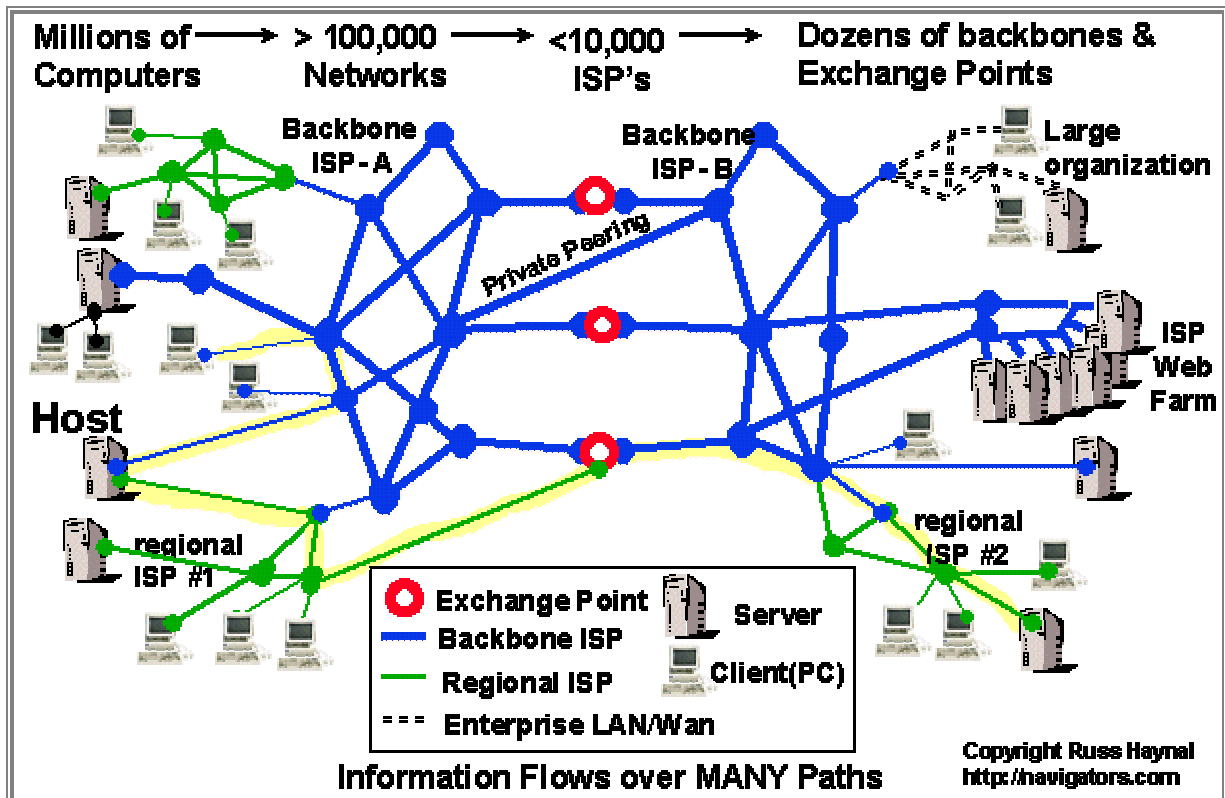 Millions of
Computers
> 100,000
Networks
<10,000
ISP's
Dozens of backbones &
Exchange Points
Backbone
ISP-A
Backbone
ISP-B
Large
organization
Private Peering
ISP
Web
Farm
Host
regional
ISP #1
regional
ISP #2
Exchange Point
Backbone ISP
Regional ISP
Enterprise LAN/Wan
Server
Client(PC)
Information Flows over MANY Paths
Copyright Russ Haynal
http://navigators.com